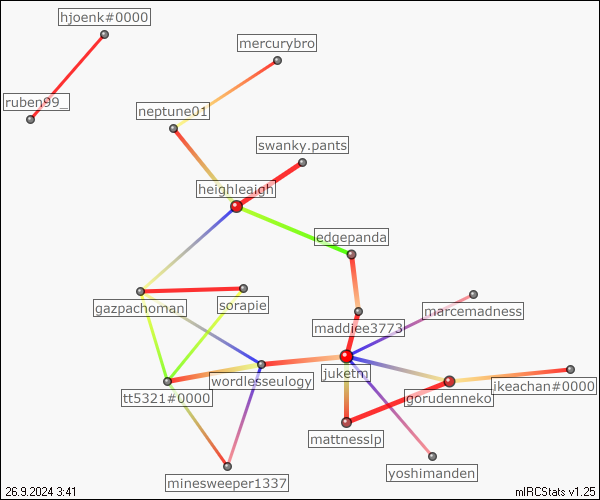 hjoenk#0000
mercurybro
ruben99_
neptune01
swanky.pants
heighleaigh
edgepanda
gazpachoman
sorapie
marcemadness
maddiee3773
juketm
wordlesseulogy
tt5321#0000
gorudenneko
ikeachan#0000
mattnesslp
yoshimanden
minesweeper1337
26.9.2024 3:41
mIRCStats v1.25